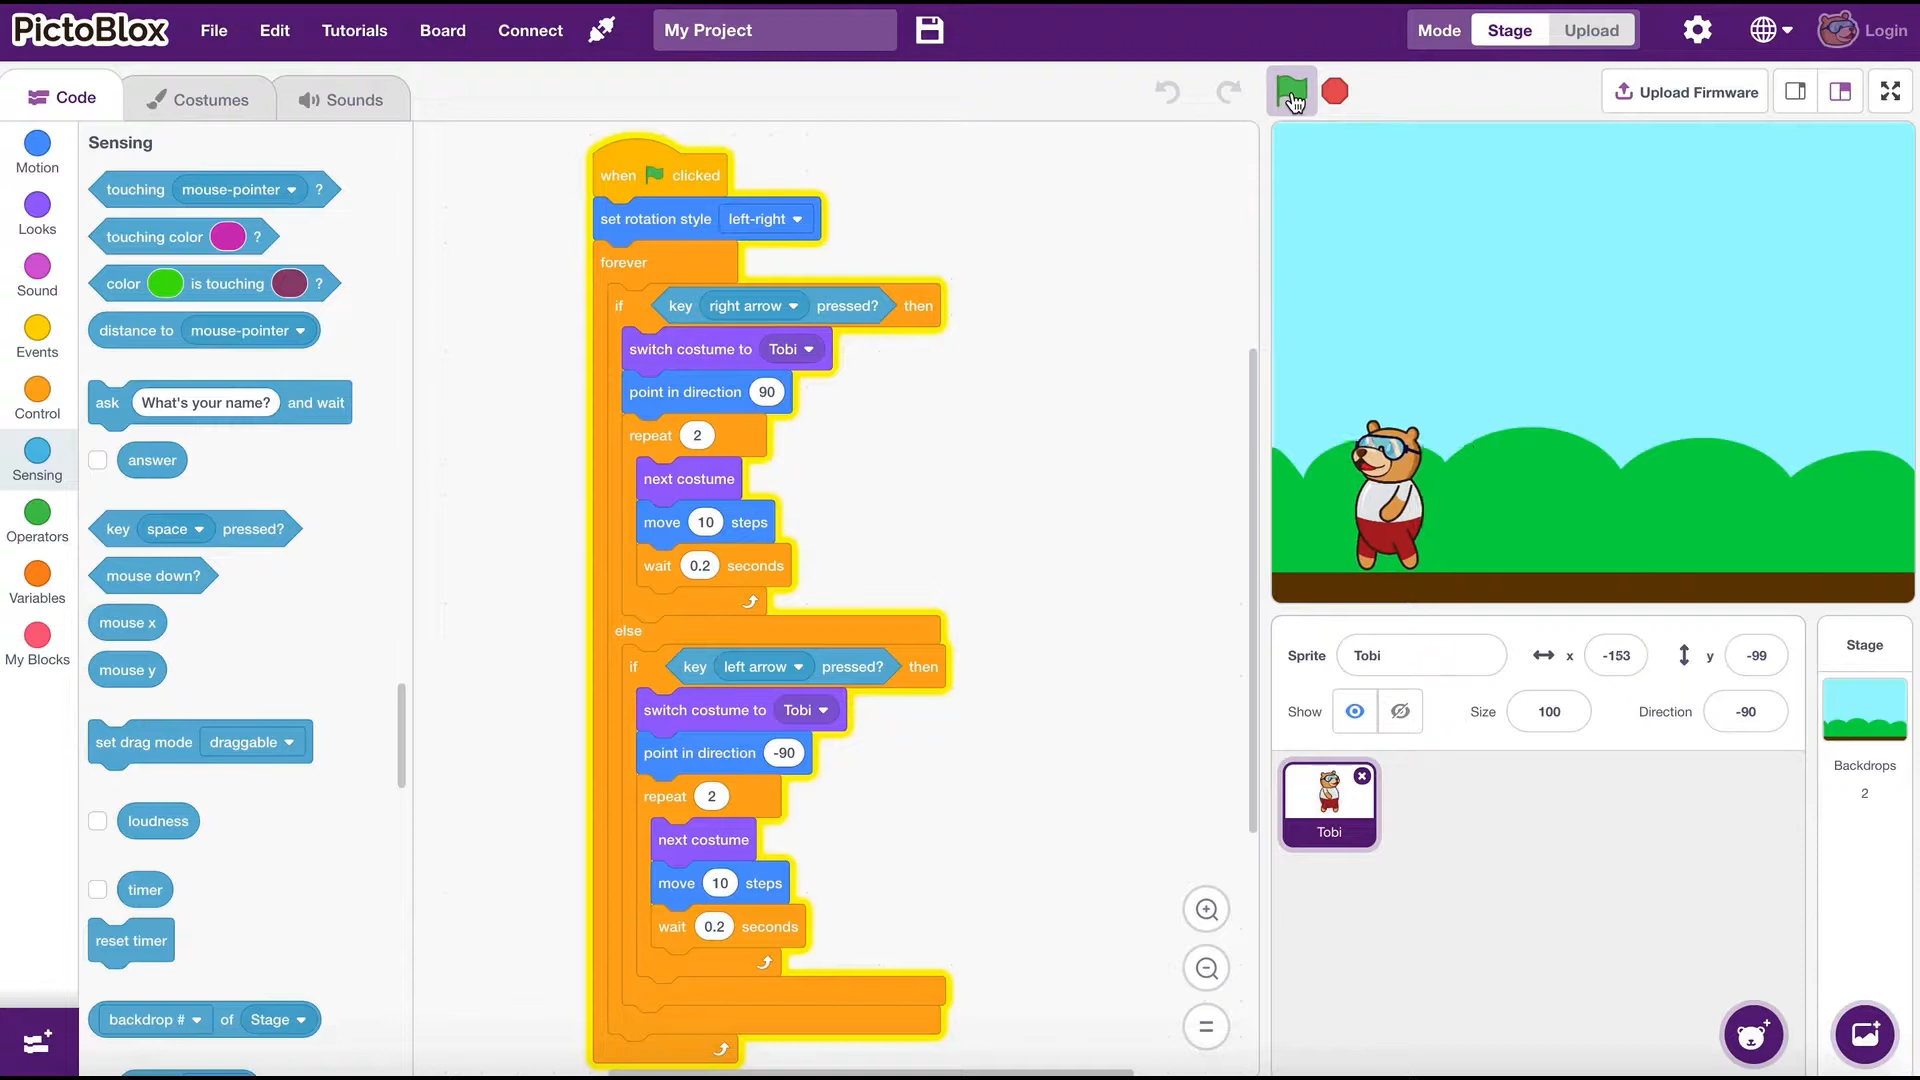 PictoBlox File Edit Tutorials Board Connect My Project Mode Stage Upload Login
Code Costumes Sounds Upload Firmware
Motion
Looks
Sound
Events
Control
Sensing
Operators
Variables
My Blocks
Sensing
touching mouse-pointer ?
touching color ?
color is touching ?
distance to mouse-pointer
ask What's your name? and wait
answer
key space pressed?
mouse down?
mouse x
mouse y
set drag mode draggable
loudness
timer
reset timer
backdrop # of Stage
when clicked
set rotation style left-right
forever
if key right arrow pressed? then
switch costume to Tobi
point in direction 90
repeat 2
next costume
move 10 steps
wait 0.2 seconds
else
if key left arrow pressed? then
switch costume to Tobi
point in direction -90
repeat 2
next costume
move 10 steps
wait 0.2 seconds
Sprite Tobi x -153 y -99
Show Size 100 Direction -90
Tobi
Stage
Backdrops
2